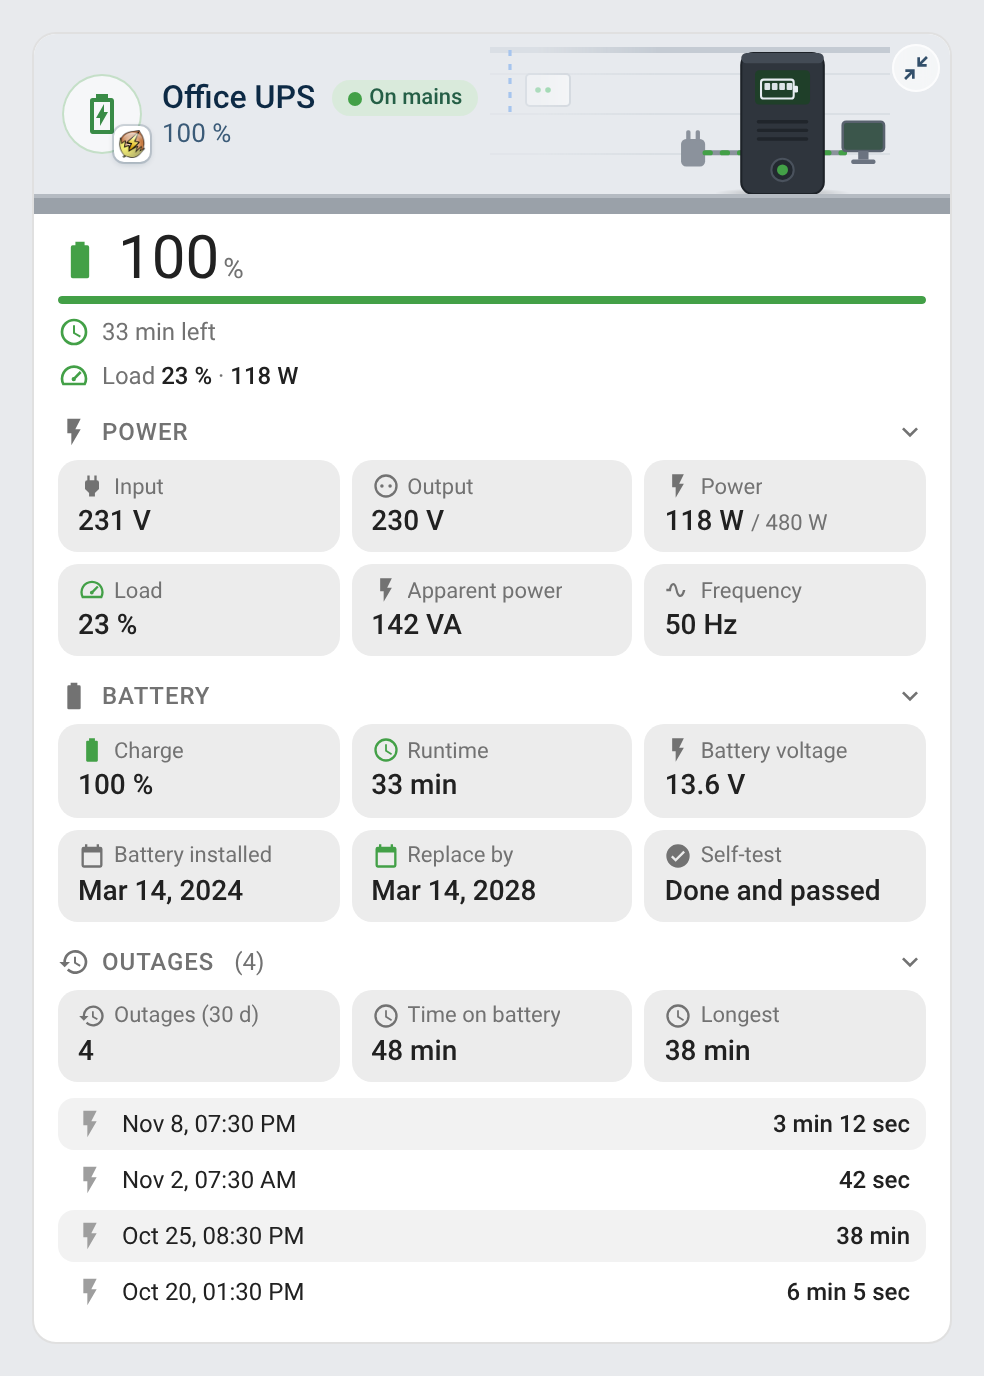 Office UPS
On mains
100 %
100 %
33 min left
Load 23 % · 118 W
POWER
Input
231 V
Output
230 V
Power
118 W / 480 W
Load
23 %
Apparent power
142 VA
Frequency
50 Hz
BATTERY
Charge
100 %
Runtime
33 min
Battery voltage
13.6 V
Battery installed
Mar 14, 2024
Replace by
Mar 14, 2028
Self-test
Done and passed
OUTAGES (4)
Outages (30 d)
4
Time on battery
48 min
Longest
38 min
Nov 8, 07:30 PM 3 min 12 sec
Nov 2, 07:30 AM 42 sec
Oct 25, 08:30 PM 38 min
Oct 20, 01:30 PM 6 min 5 sec